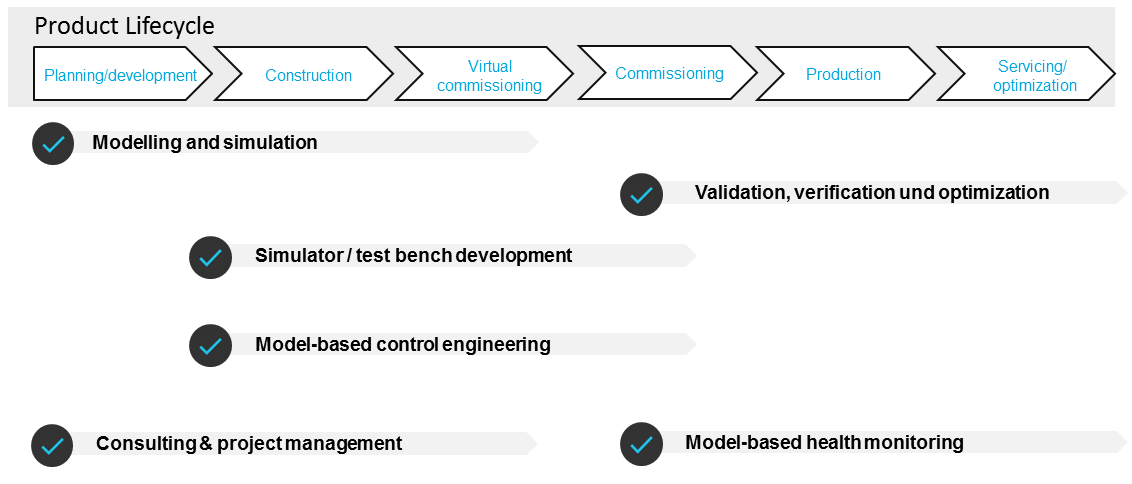 Product Lifecycle
Planning/development
Construction
Virtual
commissioning
Commissioning
Production
Servicing/
optimization
Modelling and simulation
Validation, verification und optimization
Simulator / test bench development
Model-based control engineering
Consulting & project management
Model-based health monitoring